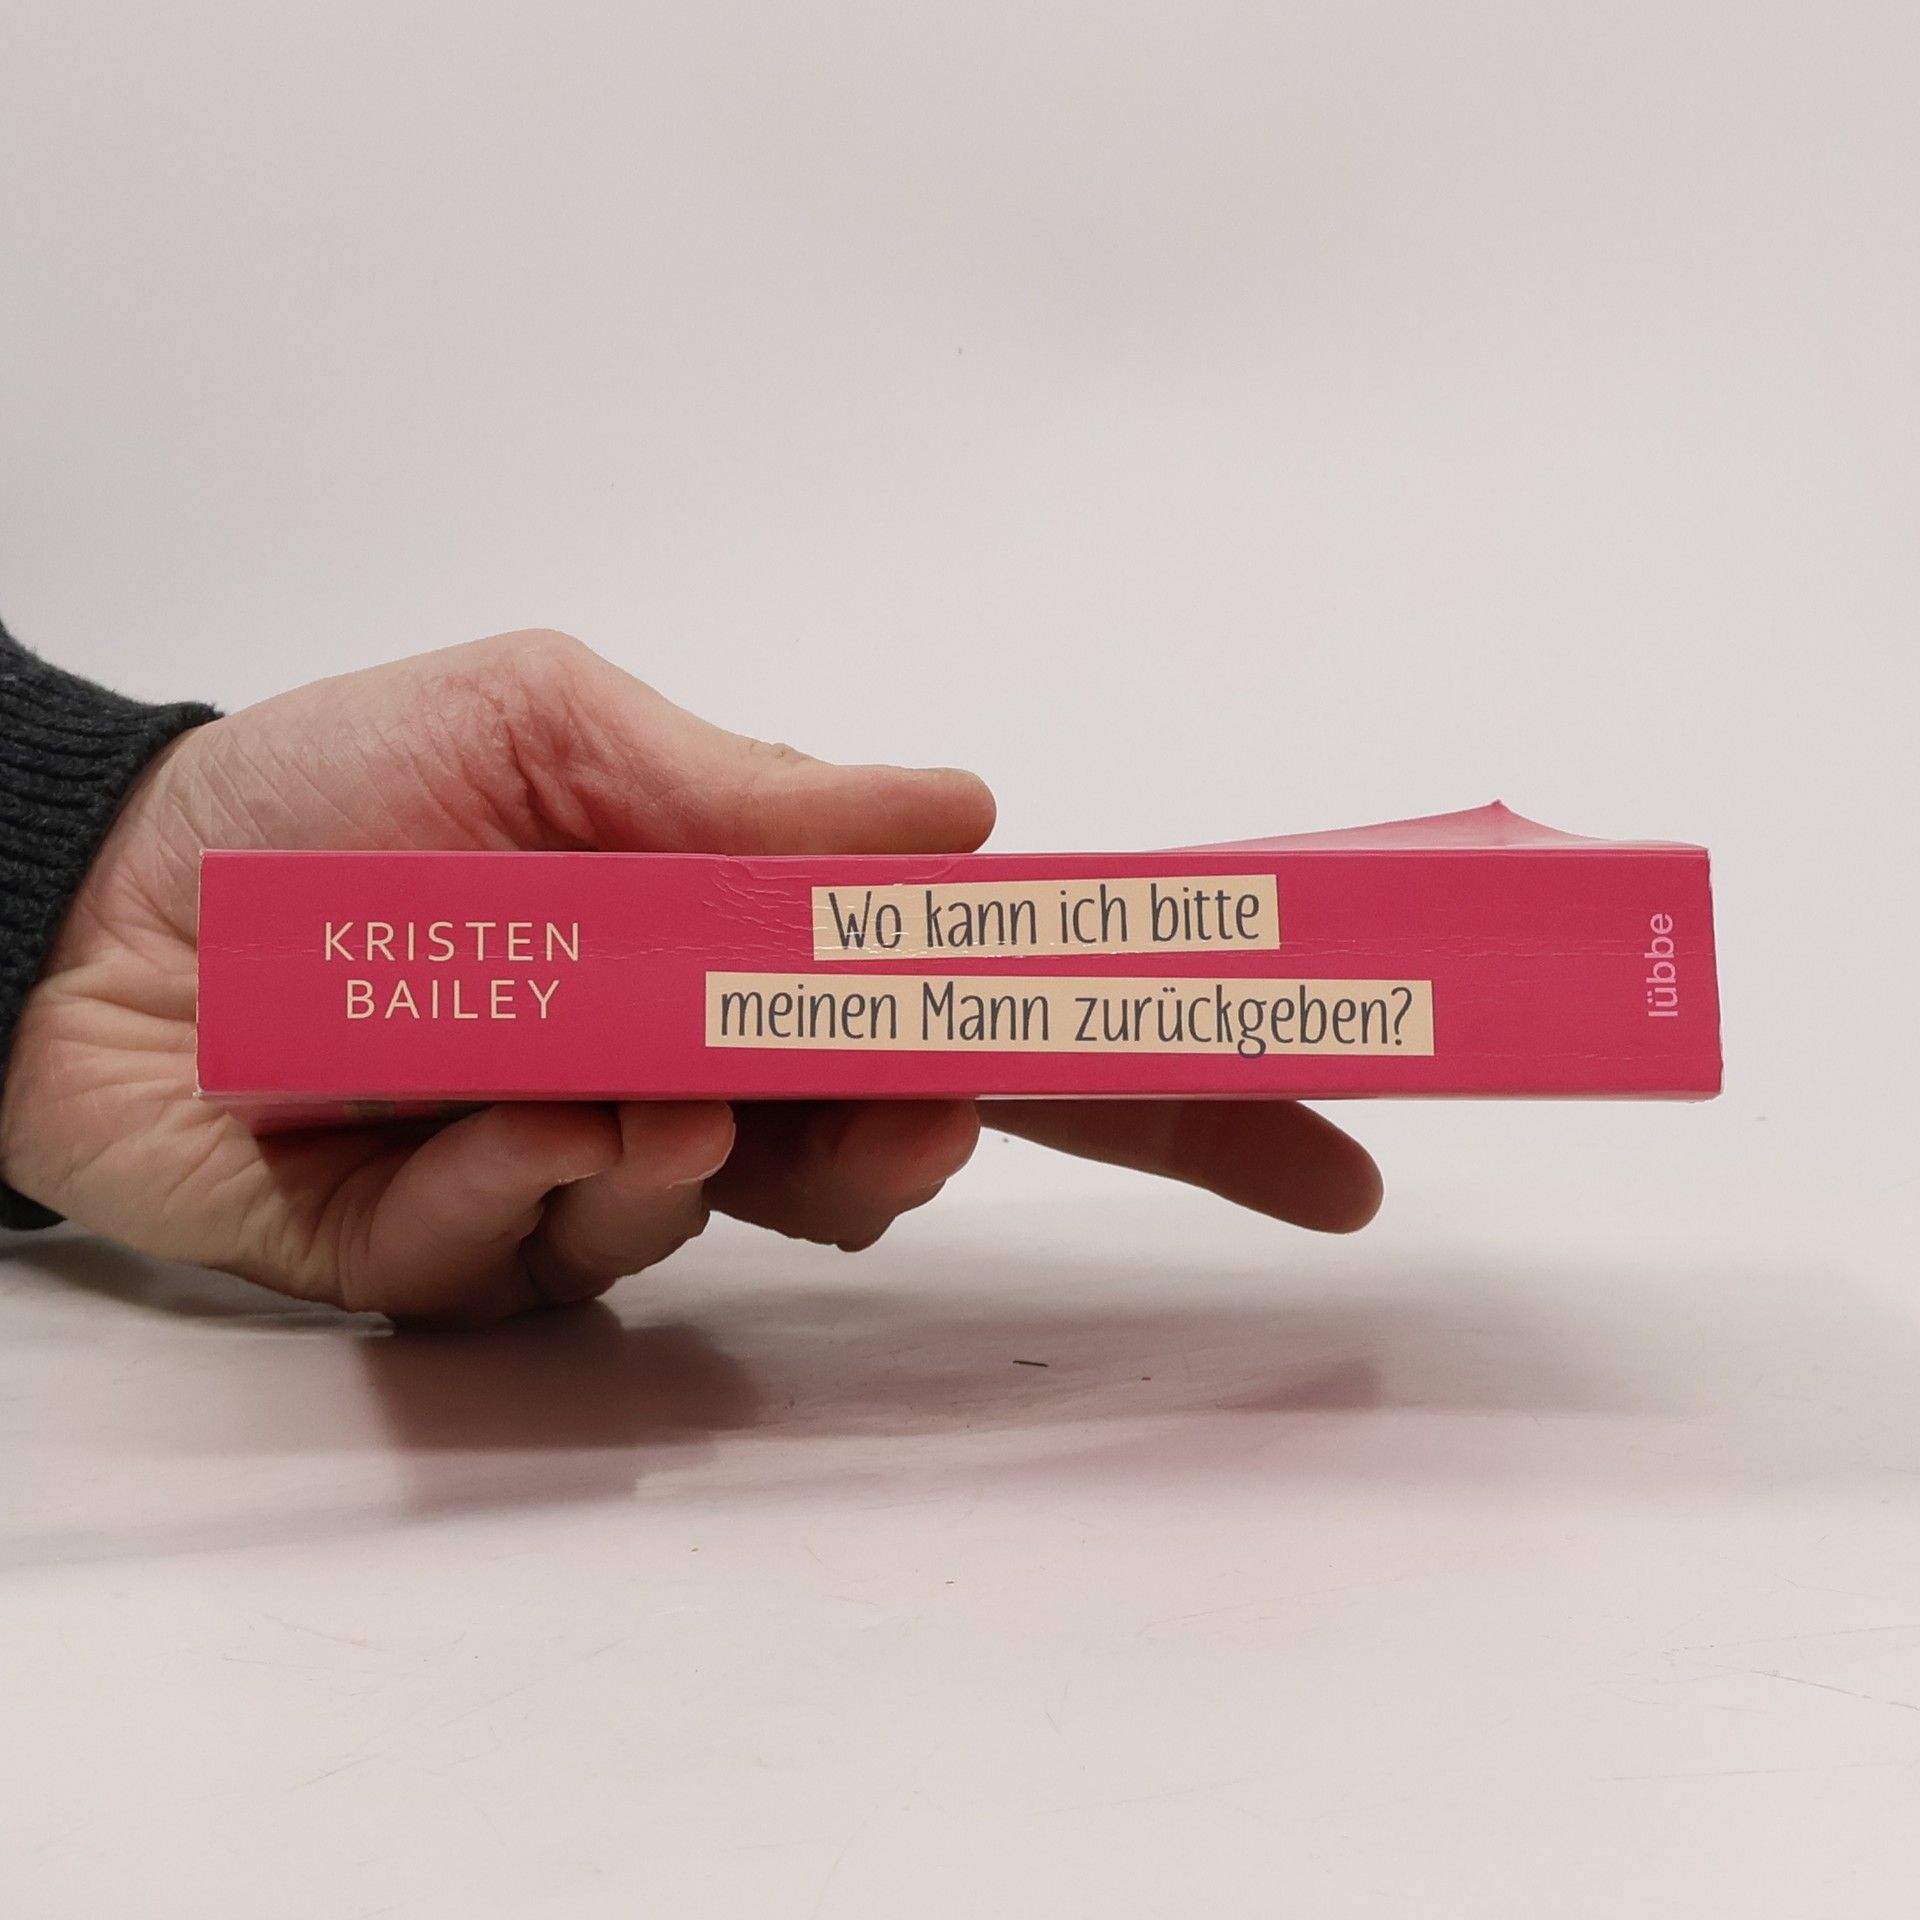 KRISTEN
BAILEY
Wo kann ich bitte
meinen Mann zurückgeben?
lübbe